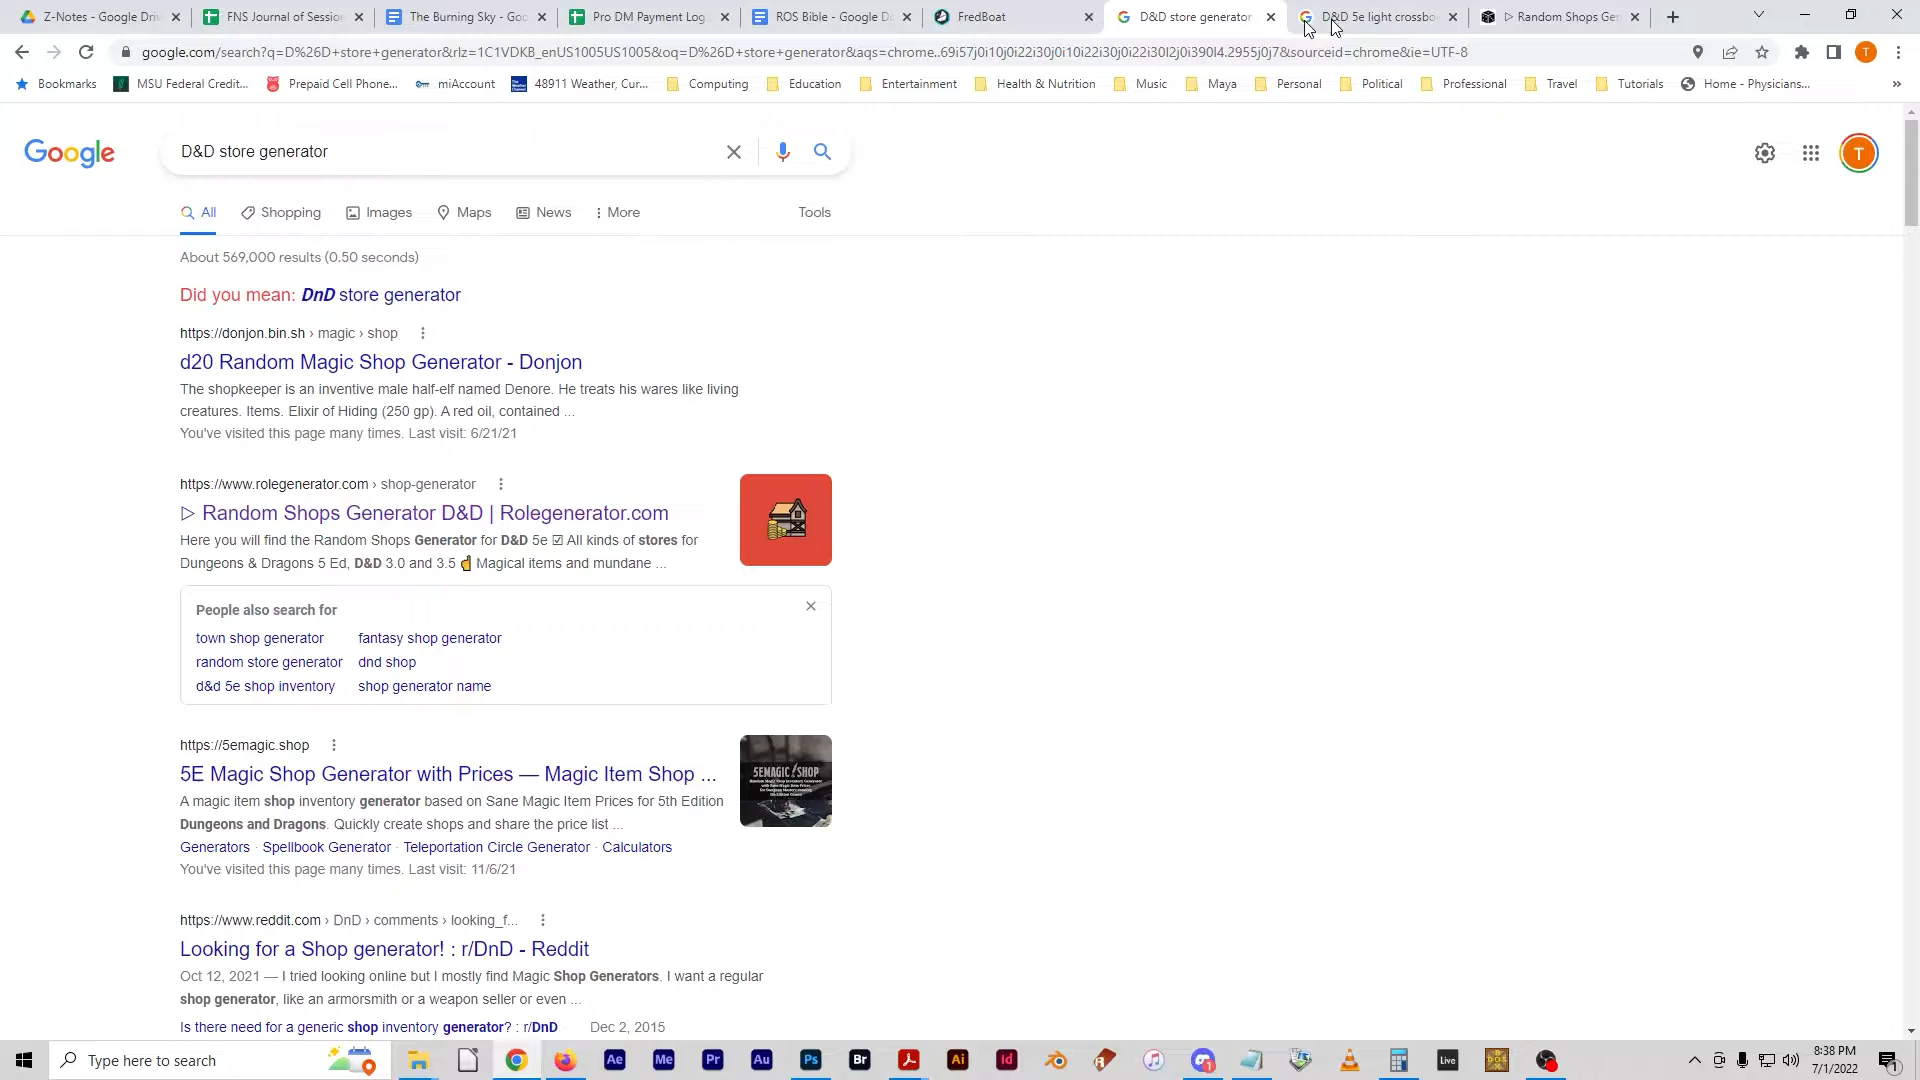 Z-Notes - Google Driv
FNS Journal of Session
The Burning Sky - Goo
Pro DM Payment Log
ROS Bible - Google Do
FredBoat
D&D store generator
D&D 5e light crossbo
▷ Random Shops Gen
google.com/search?q=D%26D+store+generator&rlz=1C1VDKB_enUS1005US1005&oq=D%26D+store+generator&aqs=chrome..69i57j0i10j0i22i30j0i10i22i30j0i22i30l2j0i390l4.2955j0j7&sourceid=chrome&ie=UTF-8
T
Bookmarks
MSU Federal Credit...
Prepaid Cell Phone...
miAccount
48911 Weather, Cur...
Computing
Education
Entertainment
Health & Nutrition
Music
Maya
Personal
Political
Professional
Travel
Tutorials
Home - Physicians...
»
Google
D&D store generator
T
All
Shopping
Images
Maps
News
More
Tools
About 569,000 results (0.50 seconds)
Did you mean: DnD store generator
https://donjon.bin.sh › magic › shop
d20 Random Magic Shop Generator - Donjon
The shopkeeper is an inventive male half-elf named Denore. He treats his wares like living
creatures. Items. Elixir of Hiding (250 gp). A red oil, contained ...
You've visited this page many times. Last visit: 6/21/21
https://www.rolegenerator.com › shop-generator
▷ Random Shops Generator D&D | Rolegenerator.com
Here you will find the Random Shops Generator for D&D 5e ☑ All kinds of stores for
Dungeons & Dragons 5 Ed, D&D 3.0 and 3.5 ☝ Magical items and mundane ...
People also search for
town shop generator
fantasy shop generator
random store generator
dnd shop
d&d 5e shop inventory
shop generator name
https://5emagic.shop
5E Magic Shop Generator with Prices — Magic Item Shop ...
A magic item shop inventory generator based on Sane Magic Item Prices for 5th Edition
Dungeons and Dragons. Quickly create shops and share the price list ...
Generators · Spellbook Generator · Teleportation Circle Generator · Calculators
You've visited this page many times. Last visit: 11/6/21
5EMAGIC SHOP
https://www.reddit.com › DnD › comments › looking_f...
Looking for a Shop generator! : r/DnD - Reddit
Oct 12, 2021 — I tried looking online but I mostly find Magic Shop Generators. I want a regular
shop generator, like an armorsmith or a weapon seller or even ...
Is there need for a generic shop inventory generator? : r/DnD
Dec 2, 2015
Type here to search
Ae
Me
Pr
Au
Ps
Br
Ai
Id
1
Live
8:38 PM
7/1/2022
1